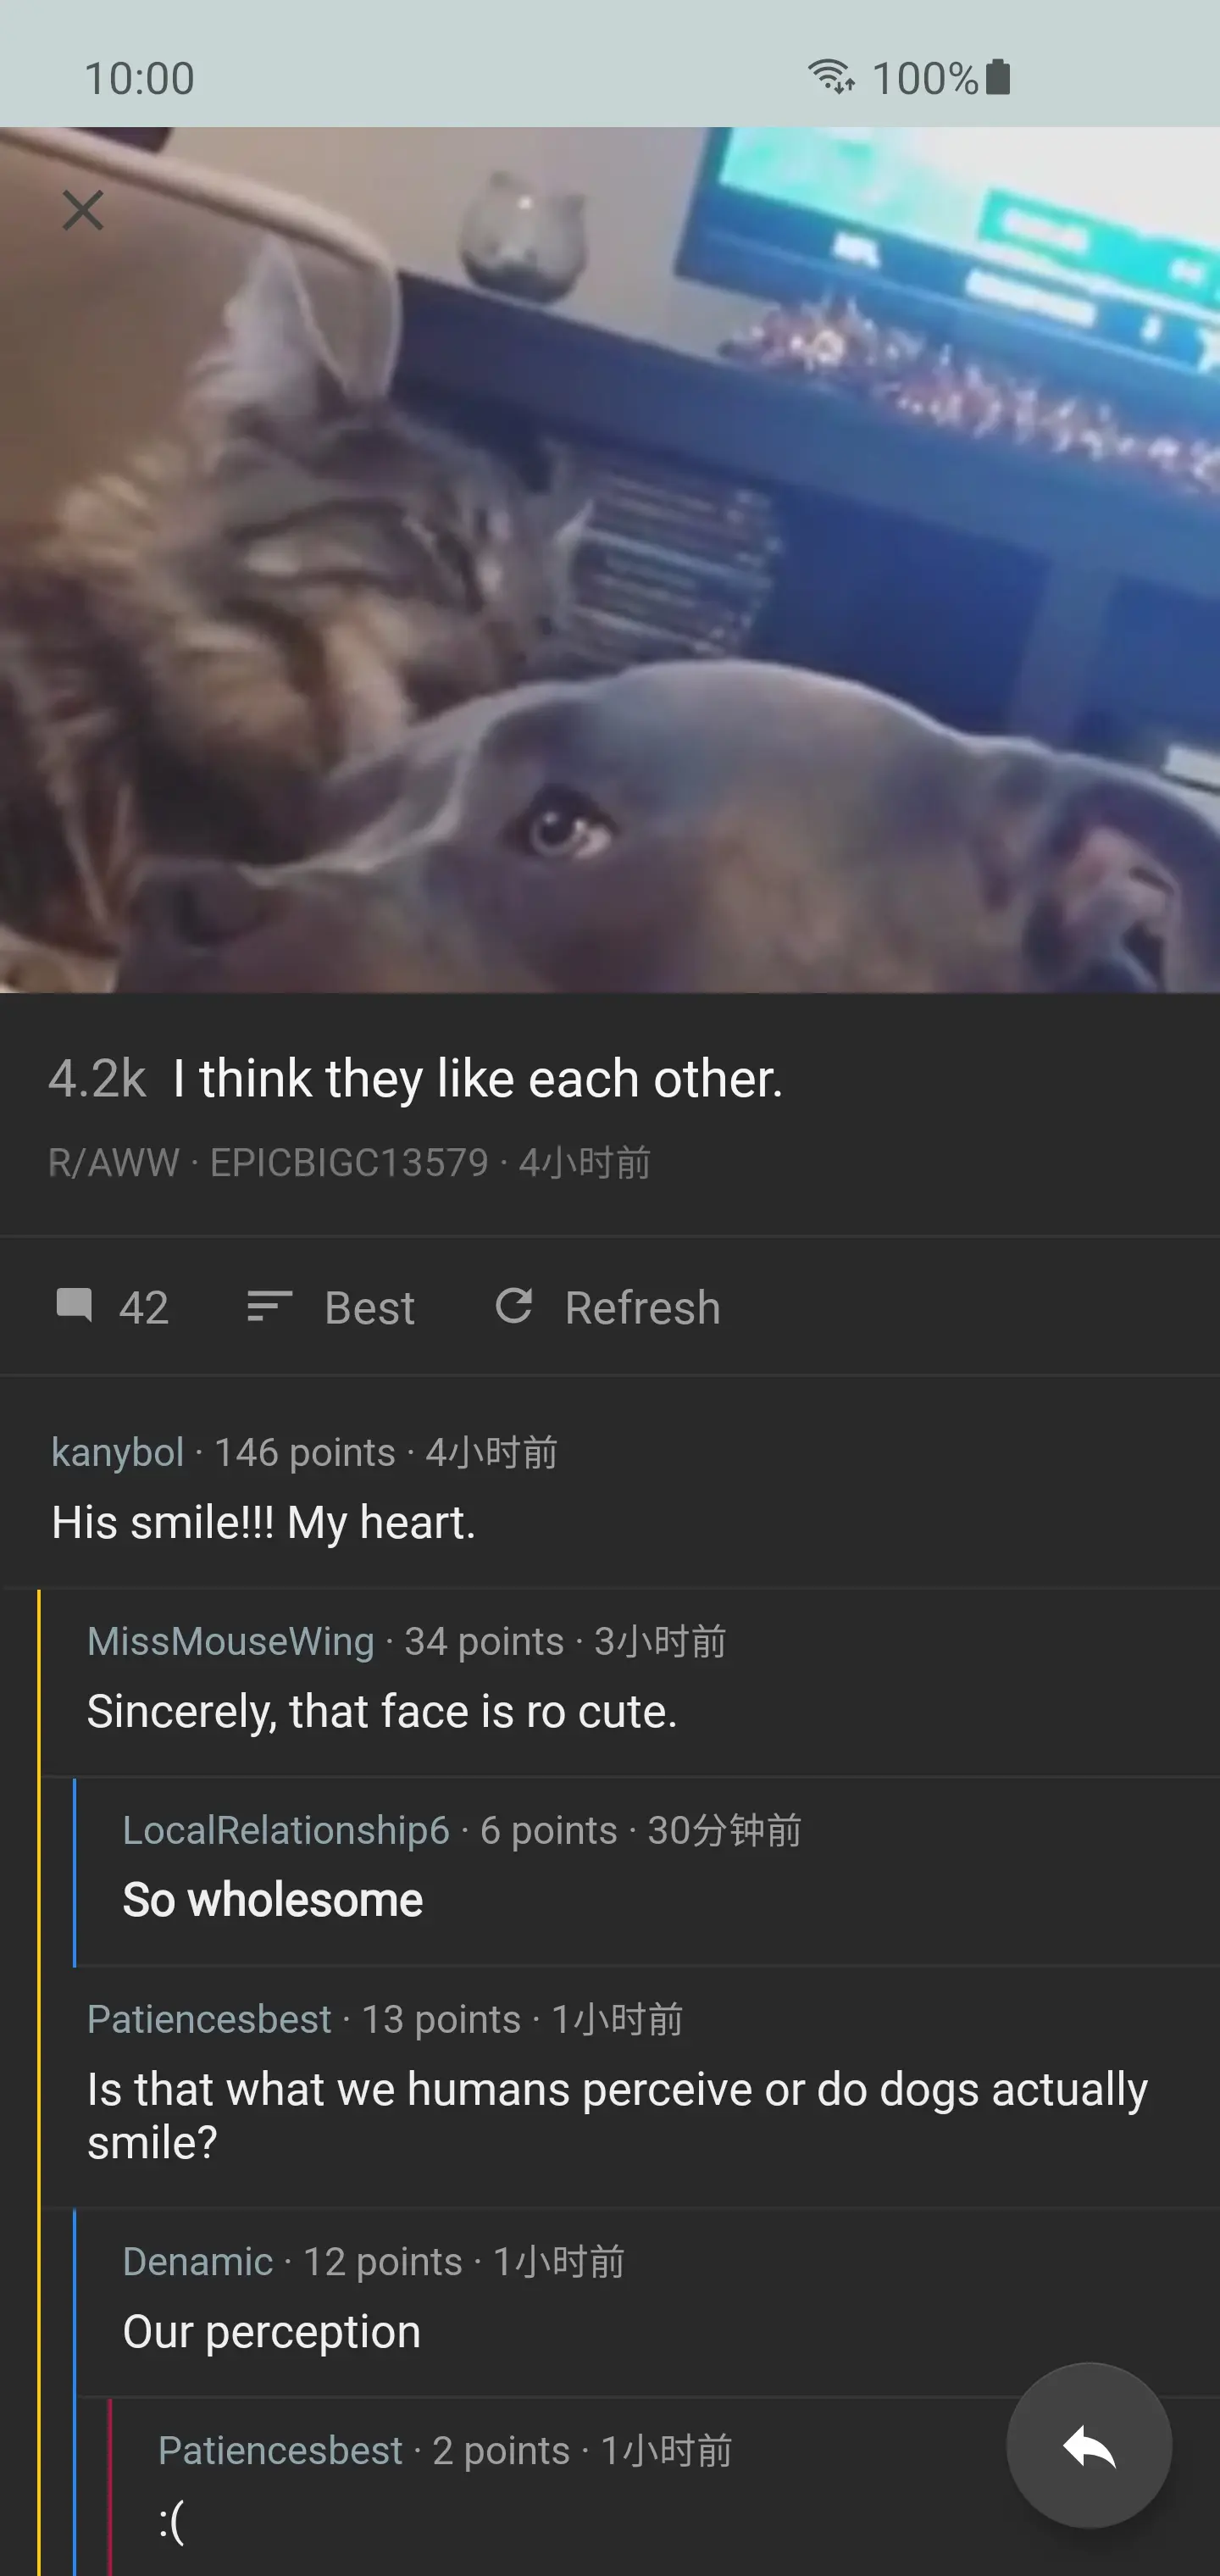 10:00
100%
4.2k I think they like each other.
R/AWW · EPICBIGC13579 · 4小时前
42 Best Refresh
kanybol · 146 points · 4小时前
His smile!!! My heart.
MissMouseWing · 34 points · 3小时前
Sincerely, that face is ro cute.
LocalRelationship6 · 6 points · 30分钟前
So wholesome
Patiencesbest · 13 points · 1小时前
Is that what we humans perceive or do dogs actually
smile?
Denamic · 12 points · 1小时前
Our perception
Patiencesbest · 2 points · 1小时前
:(